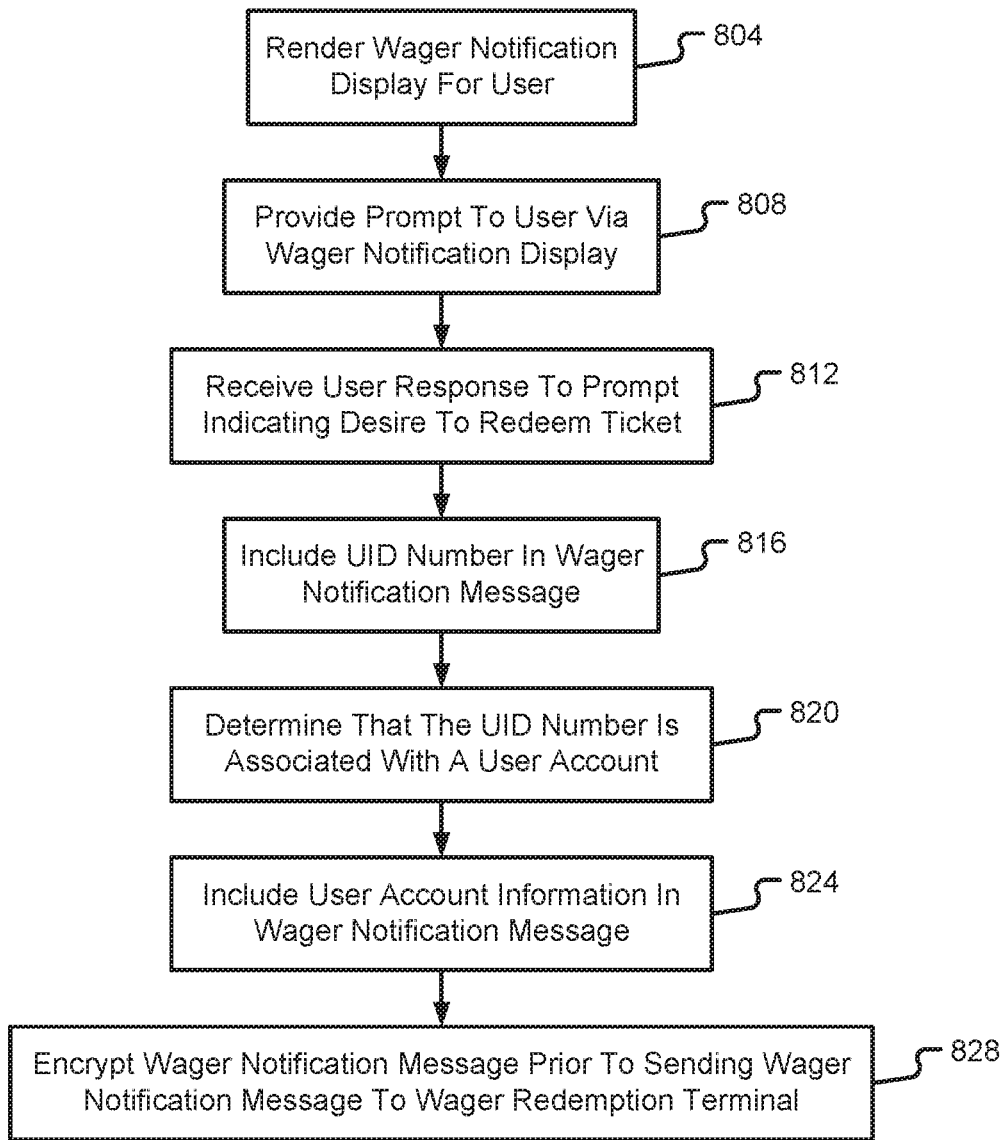 Render Wager Notification
Display For User
804
Provide Prompt To User Via
Wager Notification Display
808
Receive User Response To Prompt
Indicating Desire To Redeem Ticket
812
Include UID Number In Wager
Notification Message
816
Determine That The UID Number Is
Associated With A User Account
820
Include User Account Information In
Wager Notification Message
824
Encrypt Wager Notification Message Prior To Sending Wager
Notification Message To Wager Redemption Terminal
828